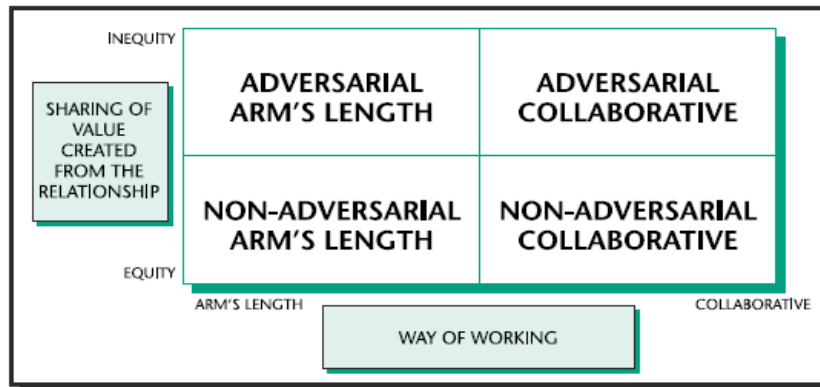 INEQUITY
SHARING OF
VALUE
CREATED
FROM THE
RELATIONSHIP
EQUITY
ADVERSARIAL
ARM'S LENGTH
ADVERSARIAL
COLLABORATIVE
NON-ADVERSARIAL
ARM'S LENGTH
NON-ADVERSARIAL
COLLABORATIVE
ARM'S LENGTH
COLLABORATIVE
WAY OF WORKING